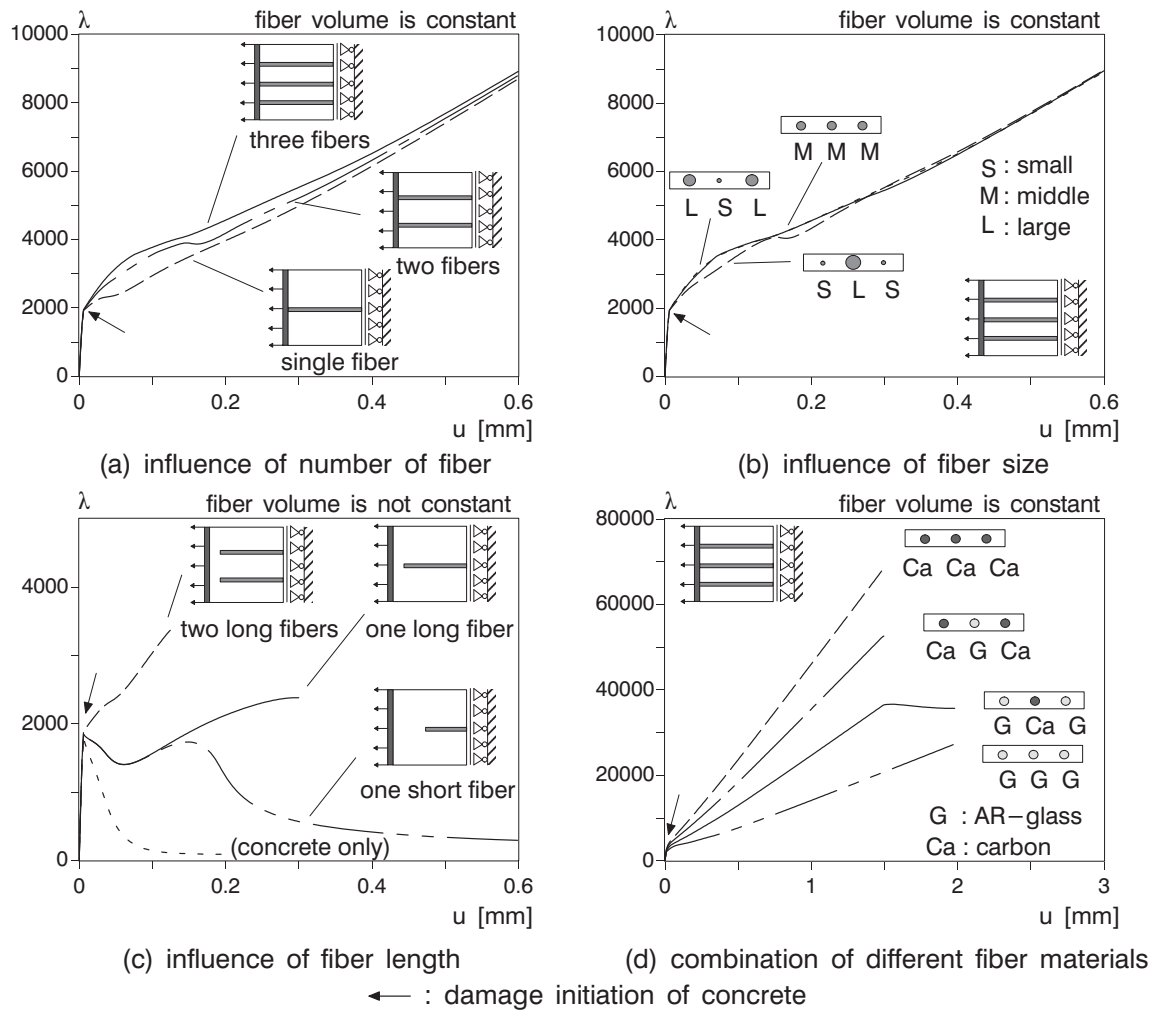 λ fiber volume is constant
10000
8000
6000
4000
2000
0
three fibers
two fibers
single fiber
0 0.2 0.4 0.6
u [mm]
(a) influence of number of fiber
λ fiber volume is constant
10000
8000
6000
4000
2000
0
M M M
L S L
S L S
S : small
M : middle
L : large
0 0.2 0.4 0.6
u [mm]
(b) influence of fiber size
λ fiber volume is not constant
4000
2000
0
two long fibers
one long fiber
one short fiber
(concrete only)
0 0.2 0.4 0.6
u [mm]
(c) influence of fiber length
λ fiber volume is constant
80000
60000
40000
20000
0
Ca Ca Ca
Ca G Ca
G Ca G
G G G
G : AR–glass
Ca : carbon
0 1 2 3
u [mm]
(d) combination of different fiber materials
: damage initiation of concrete